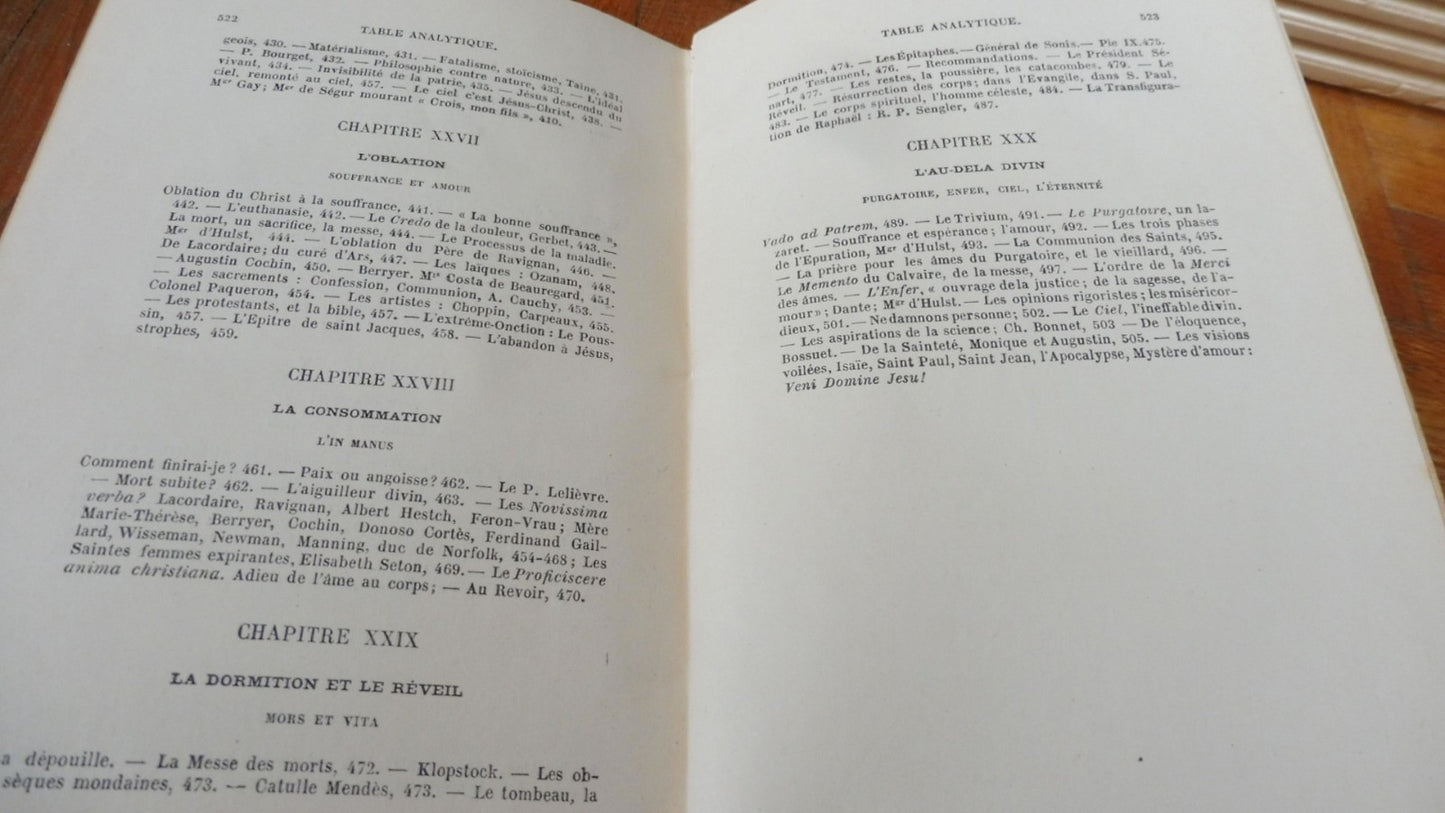 522
TABLE ANALYTIQUE.
geois, 430. — Matérialisme, 431. — Fatalisme, stoïcisme, Taine, 431.
— P. Bourget, 432. — Philosophie contre nature, 433. — L'idéal
vivant, 434. — Invisibilité de la patrie, 435. — Jésus descendu du
ciel, remonté au ciel, 457. — Le ciel c'est Jésus-Christ, 438. —
Mgr Gay; Mgr de Ségur mourant « Crois, mon fils », 410.
CHAPITRE XXVII
L'OBLATION
SOUFFRANCE ET AMOUR
Oblation du Christ à la souffrance, 441. — « La bonne souffrance »,
442. — L'euthanasie, 442. — Le Credo de la douleur, Gerbet, 443. —
La mort, un sacrifice, la messe, 444. — Le Processus de la maladie.
Mgr d'Hulst, 444. — L'oblation du Père de Ravignan, 446. —
De Lacordaire; du curé d'Ars, 447. — Les laïques : Ozanam, 448.
— Augustin Cochin, 450. — Berryer. Mis Costa de Beauregard, 451.
— Les sacrements : Confession, Communion, A. Cauchy, 453. —
Colonel Paqueron, 454. — Les artistes : Choppin, Carpeaux, 455.
— Les protestants, et la bible, 457. — L'extrême-Onction : Le Pous-
sin, 457. — L'Epitre de saint Jacques, 458. — L'abandon à Jésus,
strophes, 459.
CHAPITRE XXVIII
LA CONSOMMATION
L'IN MANUS
Comment finirai-je? 461. — Paix ou angoisse? 462. — Le P. Lelièvre.
— Mort subite? 462. — L'aiguilleur divin, 463. — Les Novissima
verba? Lacordaire, Ravignan, Albert Hestch, Feron-Vrau; Mère
Marie-Thérèse, Berryer, Cochin, Donoso Cortès, Ferdinand Gail-
lard, Wisseman, Newman, Manning, duc de Norfolk, 454-468; Les
Saintes femmes expirantes, Elisabeth Seton, 469. — Le Proficiscere
anima christiana. Adieu de l'âme au corps; — Au Revoir, 470.
CHAPITRE XXIX
LA DORMITION ET LE RÉVEIL
MORS ET VITA
a dépouille. — La Messe des morts, 472. — Klopstock. — Les ob-
sèques mondaines, 473. — Catulle Mendès, 473. — Le tombeau, la
TABLE ANALYTIQUE.
523
Dormition, 474. — Les Épitaphes. — Général de Sonis. — Pie IX. 475.
— Le Testament, 476. — Recommandations. — Le Président Sé-
nart, 477. — Les restes, la poussière, les catacombes, 479. — Le
Réveil. — Résurrection des corps; dans l'Evangile, dans S. Paul,
483. — Le corps spirituel, l'homme céleste, 484. — La Transfigura-
tion de Raphaël : R. P. Sengler, 487.
CHAPITRE XXX
L'AU-DELA DIVIN
PURGATOIRE, ENFER, CIEL, L'ÉTERNITÉ
Vado ad Patrem, 489. — Le Trivium, 491. — Le Purgatoire, un la-
zaret. — Souffrance et espérance; l'amour, 492. — Les trois phases
de l'Epuration, Mgr d'Hulst, 493. — La Communion des Saints, 495.
— La prière pour les âmes du Purgatoire, et le vieillard, 496. —
Le Memento du Calvaire, de la messe, 497. — L'ordre de la Merci
des âmes. — L'Enfer, « ouvrage de la justice; de la sagesse, de l'a-
mour »; Dante; Mgr d'Hulst. — Les opinions rigoristes; les miséricor-
dieux, 501. — Ne damnons personne; 502. — Le Ciel, l'ineffable divin.
— Les aspirations de la science; Ch. Bonnet, 503 — De l'éloquence,
Bossuet. — De la Sainteté, Monique et Augustin, 505. — Les visions
voilées, Isaïe, Saint Paul, Saint Jean, l'Apocalypse, Mystère d'amour :
Veni Domine Jesu!